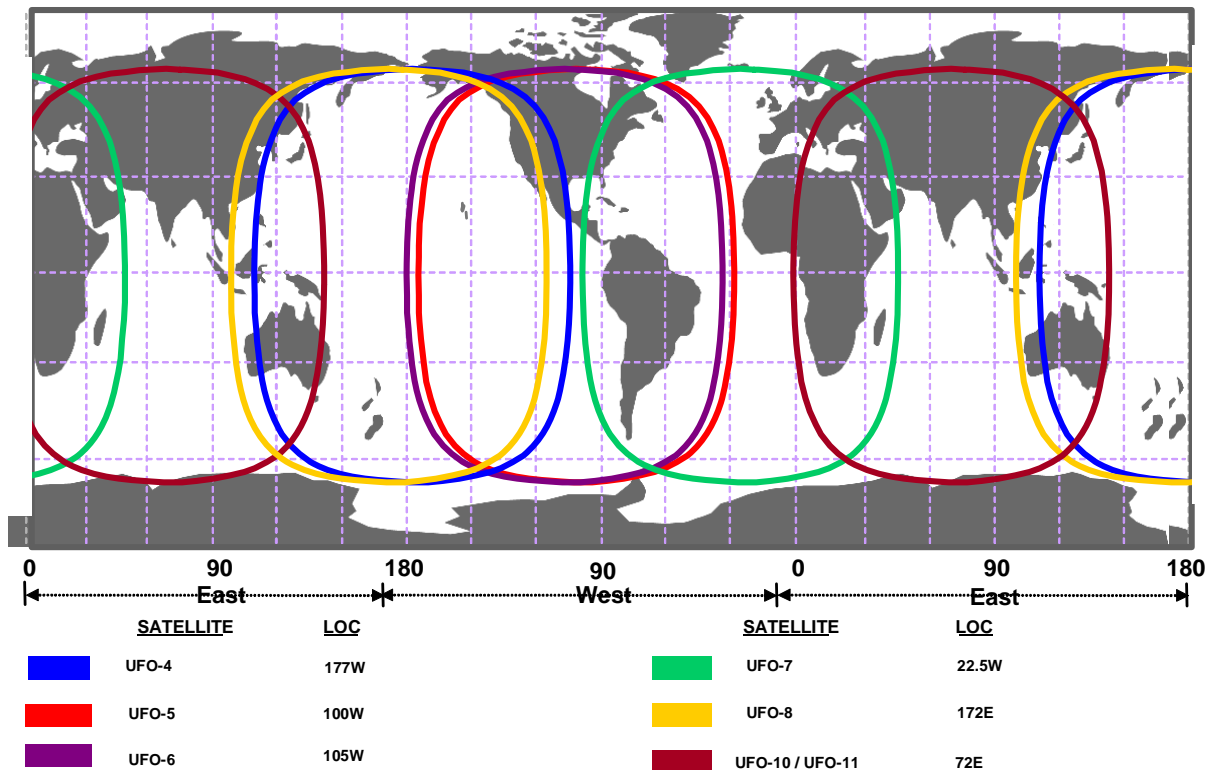 0 90 180 90 0 90 180
East West East
SATELLITE LOC SATELLITE LOC
UFO-4 177W UFO-7 22.5W
UFO-5 100W UFO-8 172E
UFO-6 105W UFO-10 / UFO-11 72E